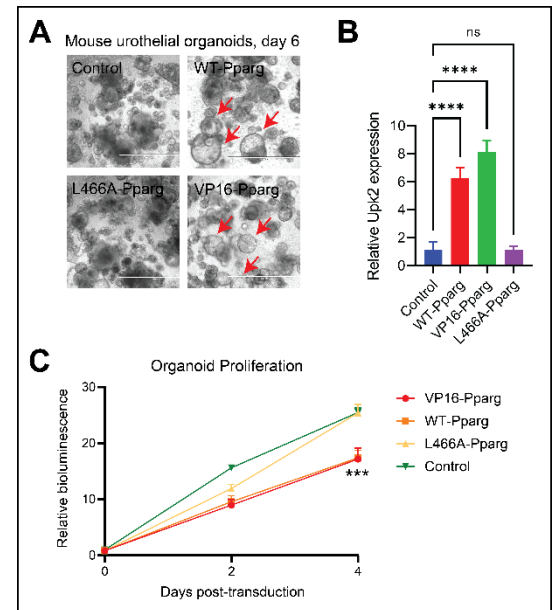 A
Mouse urothelial organoids, day 6
Control
WT-Pparg
L466A-Pparg
VP16-Pparg
B
ns
****
****
Relative Upk2 expression
10
8
6
4
2
0
Control
WT-Pparg
VP16-Pparg
L466A-Pparg
C
Organoid Proliferation
Relative bioluminescence
30
20
10
0
0
2
4
***
Days post-transduction
VP16-Pparg
WT-Pparg
L466A-Pparg
Control